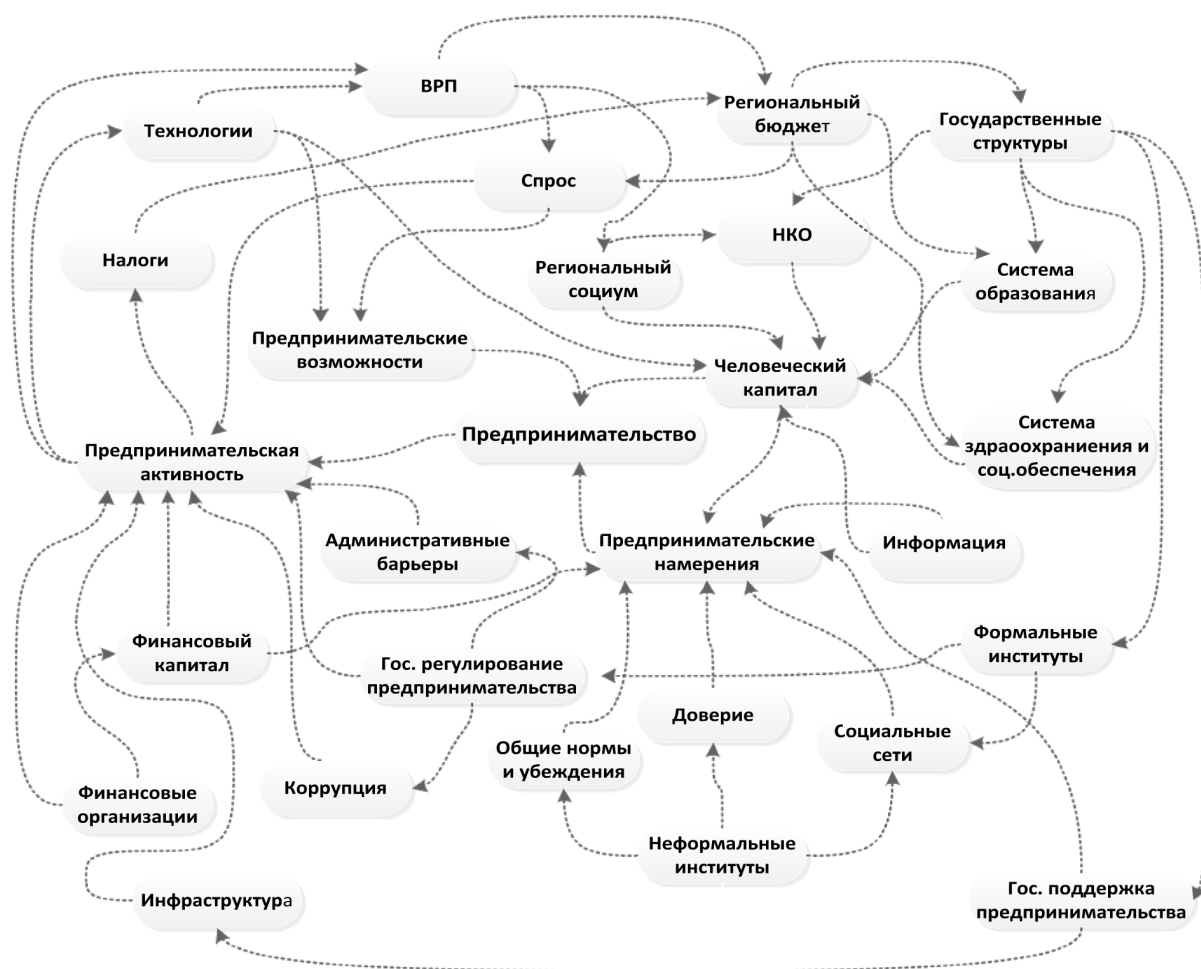 ВРП
Региональный
бюджет
Государственные
структуры
Технологии
Спрос
НКО
Налоги
Региональный
социум
Система
образования
Предпринимательские
возможности
Человеческий
капитал
Система
здраоохраниения и
соц.обеспечения
Предпринимательство
Предпринимательская
активность
Административные
барьеры
Предпринимательские
намерения
Информация
Финансовый
капитал
Гос. регулирование
предпринимательства
Формальные
институты
Доверие
Социальные
сети
Общие нормы
и убеждения
Коррупция
Финансовые
организации
Неформальные
институты
Инфраструктура
Гос. поддержка
предпринимательства